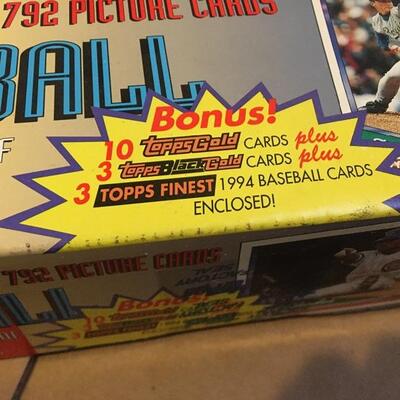 792 PICTURE CARDS
BALL
F
Bonus!
10 Topps Gold CARDS plus
3 Topps Black Gold CARDS plus
3 TOPPS FINEST 1994 BASEBALL CARDS
ENCLOSED!
792 PICTURE CARDS
ALL
Bonus!